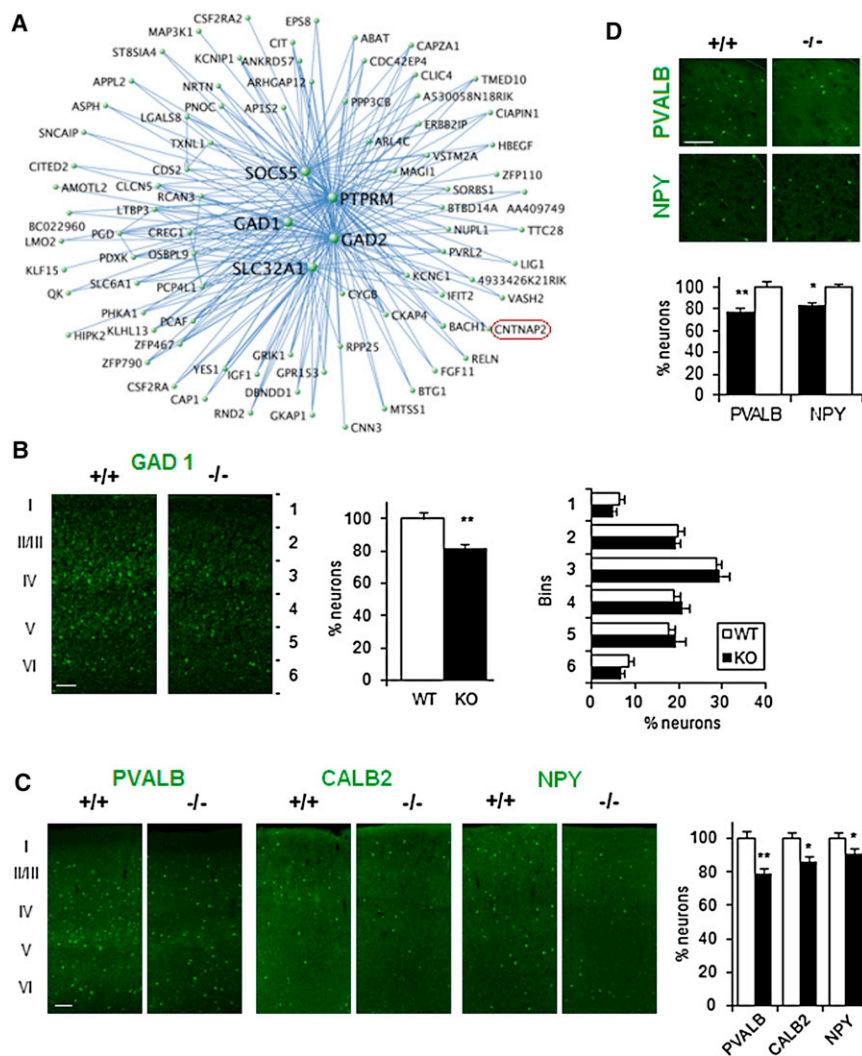 A
CSF2RA2
EPS8
MAP3K1
CIT
ABAT
ST8SIA4
KCNIP1
ANKRD57
CAPZA1
CDC42EP4
APPL2
NRTN
ARHGAP12
CLIC4
TMED10
ASPH
PNOC
AP1S2
PPP3CB
A530058N18RIK
LGALS8
CIAPIN1
SNCAIP
TXNL1
ARL4C
ERBB2IP
HBEGF
VSTM2A
CITED2
CDS2
SOCS5
MAGI1
ZFP110
AMOTL2
CLCN5
RCAN3
PTPRM
SORBS1
LTBP3
BTBD14A
AA409749
BC022960
GAD1
NUPL1
TTC28
LMO2
PGD
CREG1
GAD2
PVRL2
PDXK
OSBPL9
LIG1
KLF15
SLC32A1
KCNC1
4933426K21RIK
QK
SLC6A1
PCP4L1
CYGB
IFIT2
VASH2
PHKA1
CKAP4
BACH1
CNTNAP2
HIPK2
KLHL13
PCAF
ZFP467
RPP25
RELN
ZFP790
YES1
GRIK1
FGF11
CSF2RA
IGF1
GPR153
CAP1
DBNDD1
BTG1
RND2
GKAP1
MTSS1
CNN3
D
+/+ -/-
PVALB
NPY
% neurons
100
80
60
40
20
0
** *
PVALB NPY
B
GAD 1
+/+ -/-
I
II/III
IV
V
VI
1
2
3
4
5
6
% neurons
100
80
60
40
20
0
**
WT KO
Bins
1
2
3
4
5
6
WT
KO
0 10 20 30 40
% neurons
C
PVALB CALB2 NPY
+/+ -/- +/+ -/- +/+ -/-
I
II/III
IV
V
VI
% neurons
100
80
60
40
20
0
** * *
PVALB CALB2 NPY